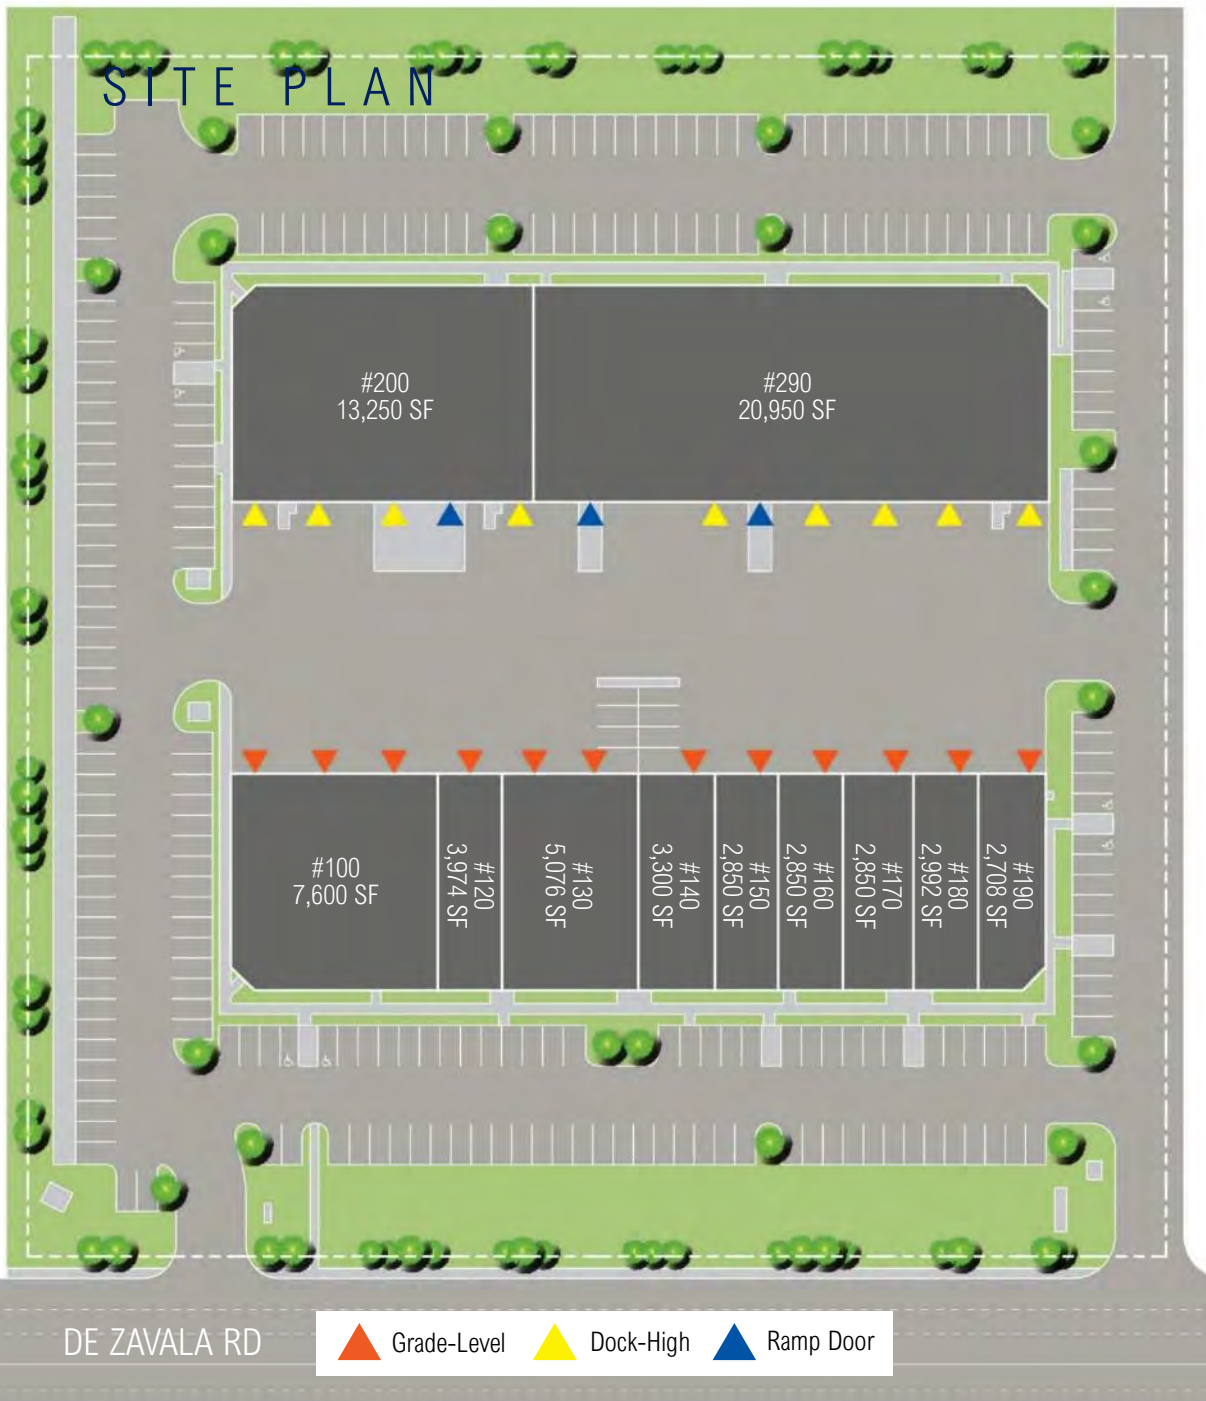 SITE PLAN
#200
13,250 SF
#290
20,950 SF
#100
7,600 SF
#120
3,974 SF
#130
5,076 SF
#140
3,300 SF
#150
2,850 SF
#160
2,850 SF
#170
2,850 SF
#180
2,992 SF
#190
2,708 SF
DE ZAVALA RD
Grade-Level
Dock-High
Ramp Door